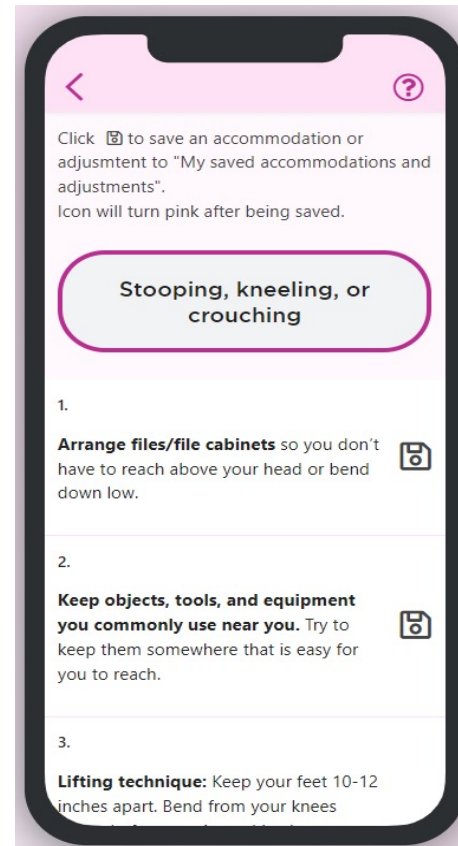 Click to save an accommodation or
adjusmtent to "My saved accommodations and
adjustments".
Icon will turn pink after being saved.
Stooping, kneeling, or
crouching
1.
Arrange files/file cabinets so you don't
have to reach above your head or bend
down low.
2.
Keep objects, tools, and equipment
you commonly use near you. Try to
keep them somewhere that is easy for
you to reach.
3.
Lifting technique: Keep your feet 10-12
inches apart. Bend from your knees